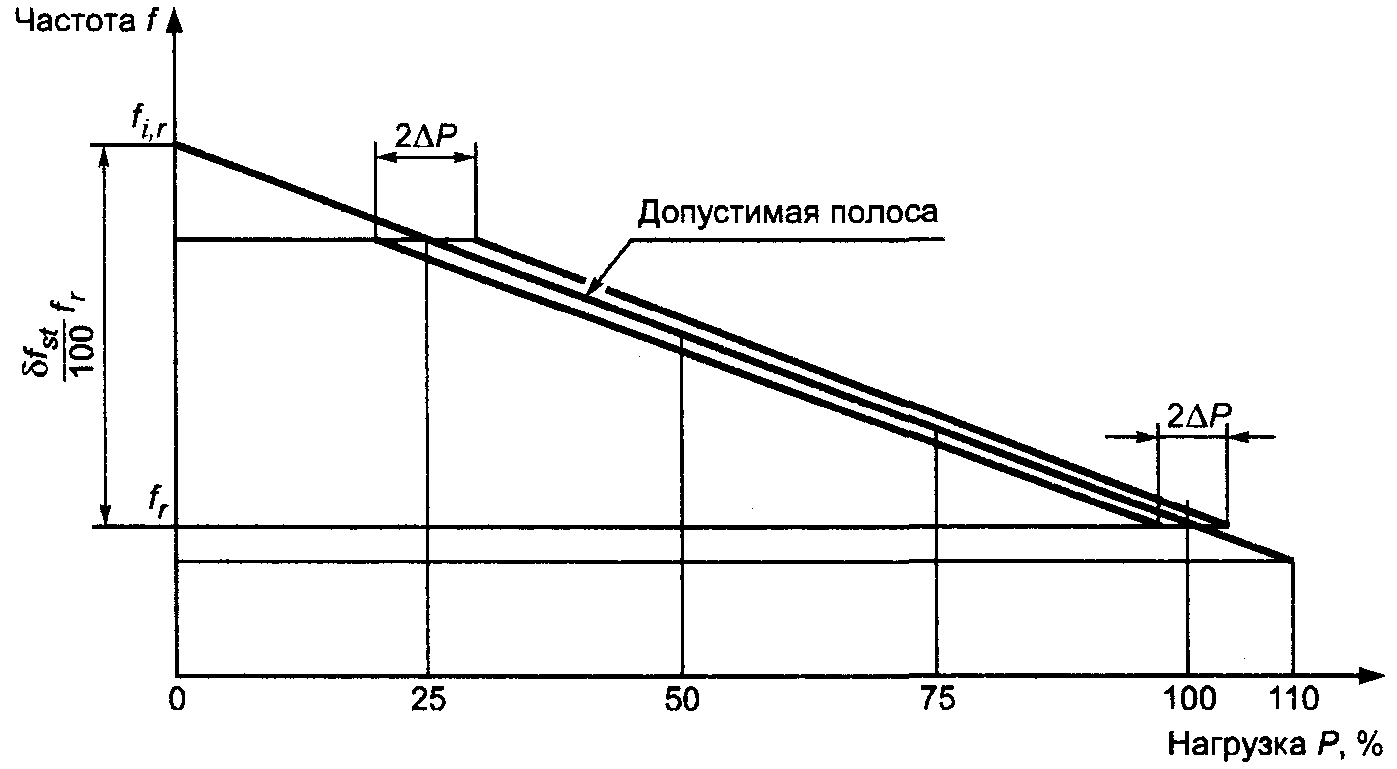 Частота f
f_{i,r}
2ΔP
Допустимая полоса
δf_{st}/100 f_r
2ΔP
f_r
0 25 50 75 100 110
Нагрузка P, %